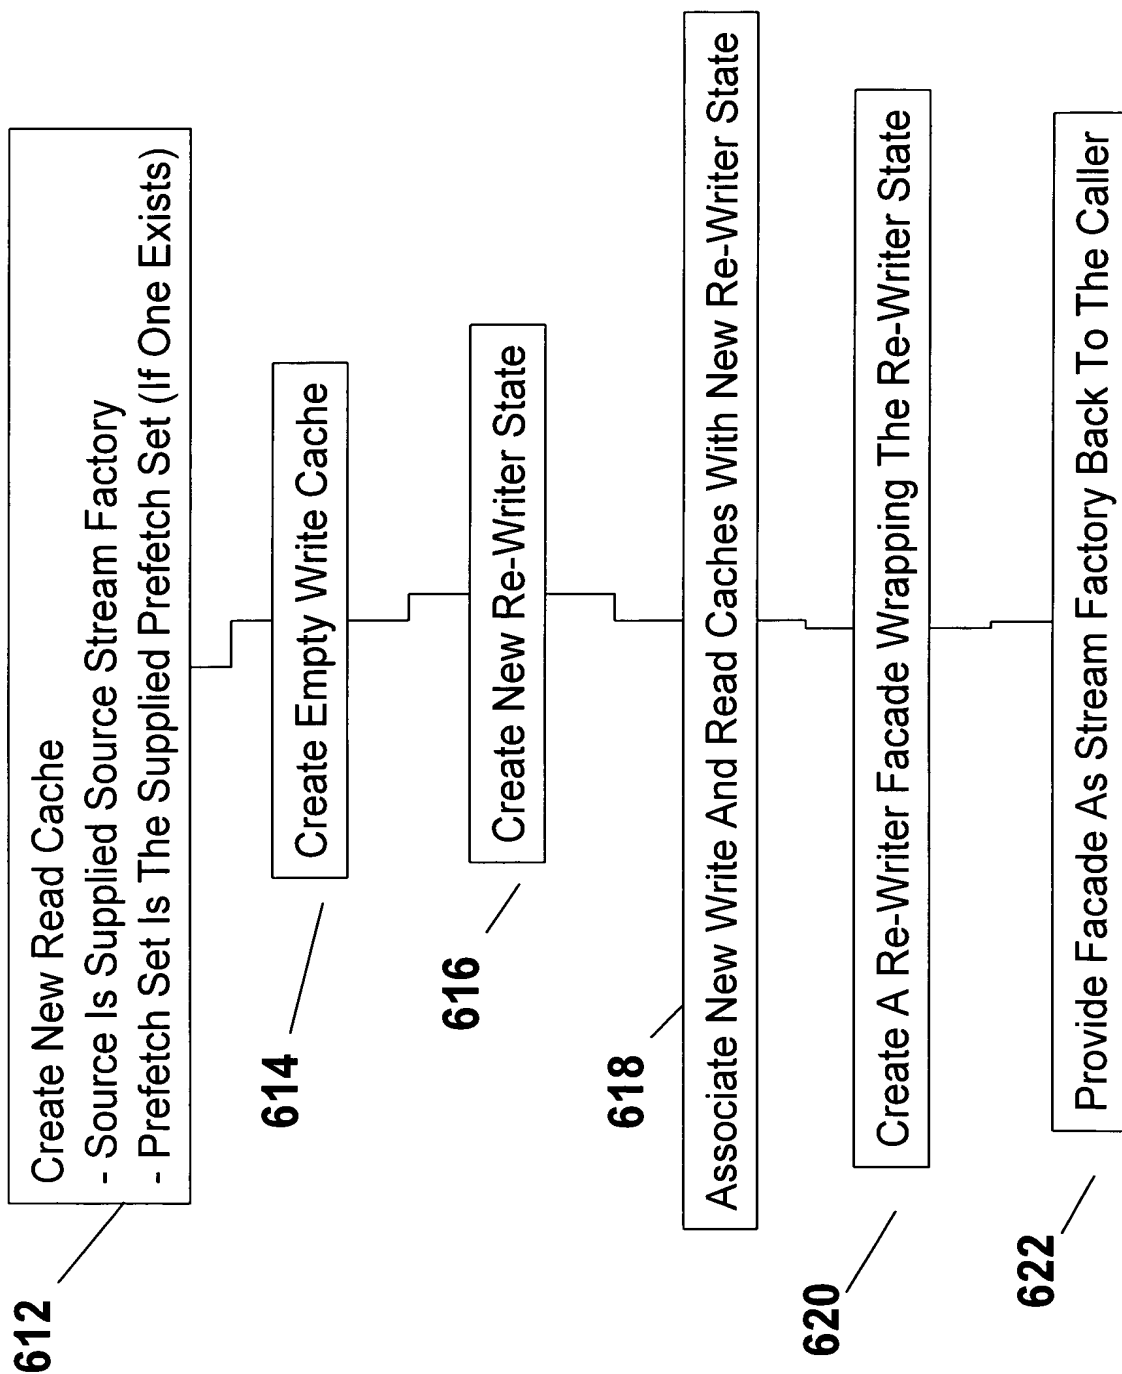 612
Create New Read Cache
- Source Is Supplied Source Stream Factory
- Prefetch Set Is The Supplied Prefetch Set (If One Exists)
614
Create Empty Write Cache
616
Create New Re-Writer State
618
Associate New Write And Read Caches With New Re-Writer State
620
Create A Re-Writer Facade Wrapping The Re-Writer State
622
Provide Facade As Stream Factory Back To The Caller